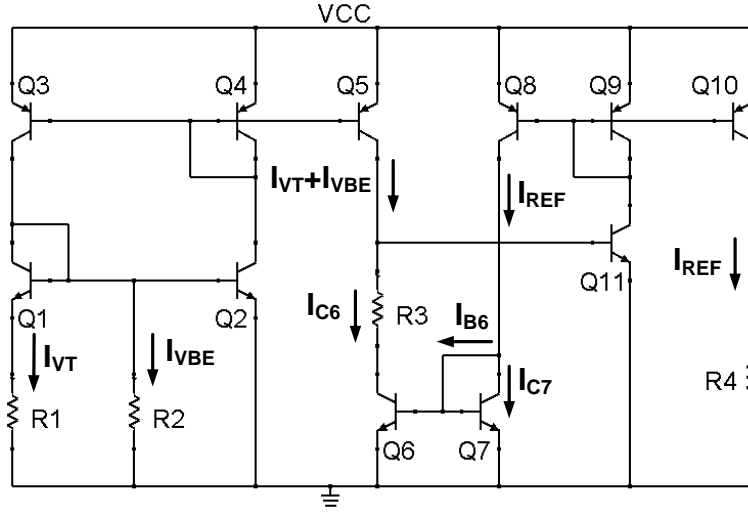 VCC
Q3 Q4 Q5 Q8 Q9 Q10
IVT+IVBE
IREF
IREF
Q1 Q2 Q11
IC6 R3 IB6
IVT IVBE IC7
R1 R2 R4
Q6 Q7